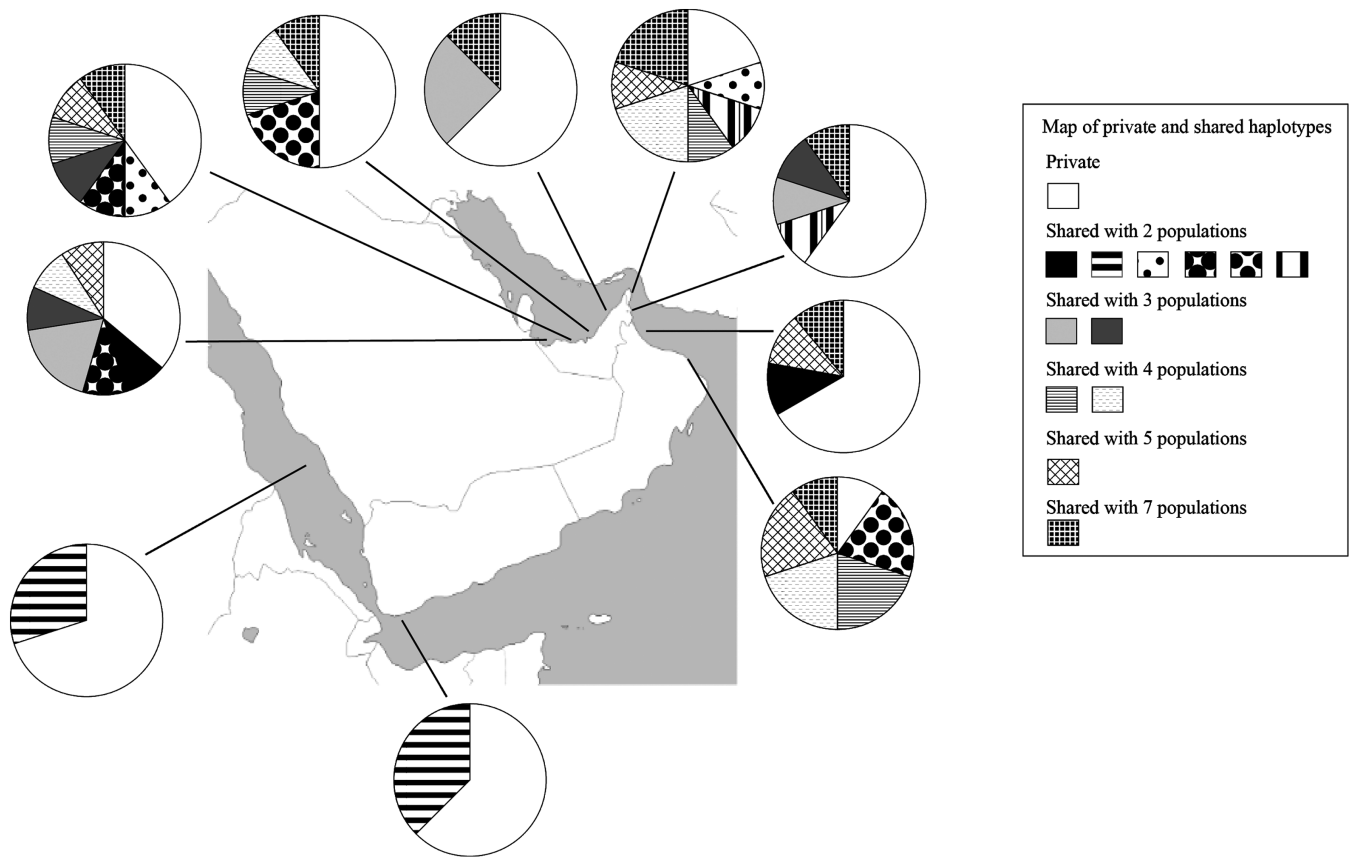 Map of private and shared haplotypes
Private
Shared with 2 populations
Shared with 3 populations
Shared with 4 populations
Shared with 5 populations
Shared with 7 populations